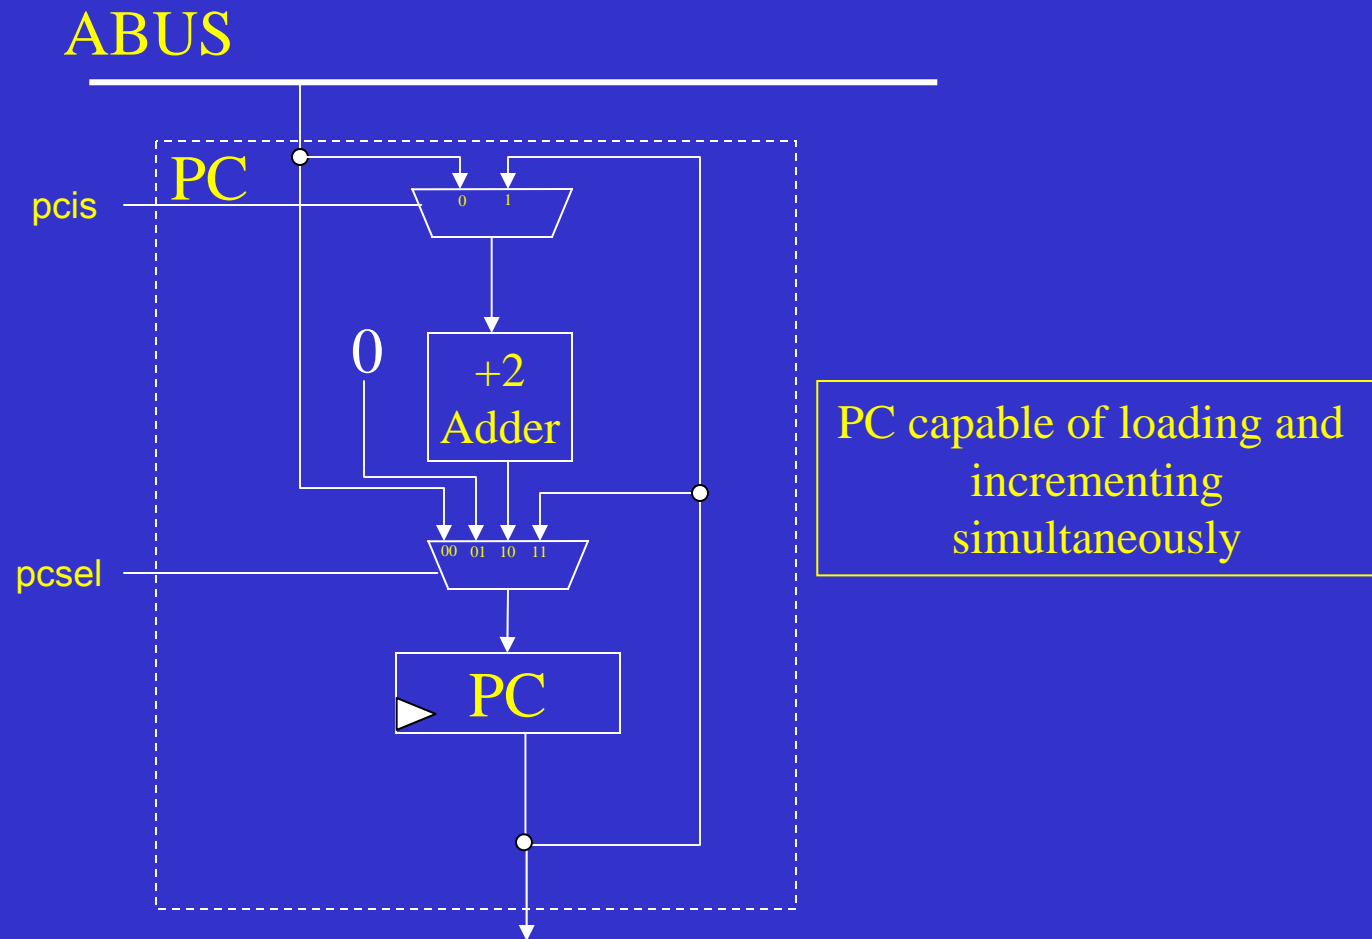 ABUS
PC
pcis
0 1
0
+2
Adder
PC capable of loading and
incrementing
simultaneously
00 01 10 11
pcsel
PC